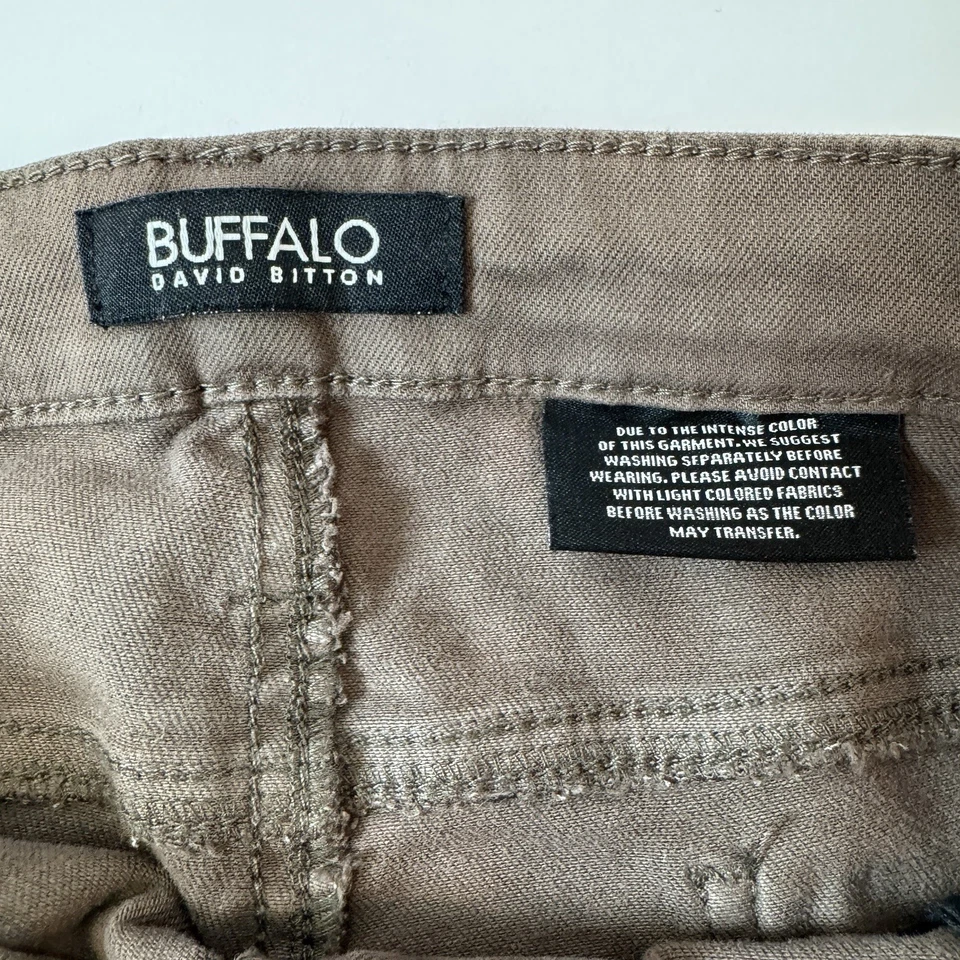 BUFFALO
DAVID BITTON
DUE TO THE INTENSE COLOR
OF THIS GARMENT. WE SUGGEST
WASHING SEPARATELY BEFORE
WEARING. PLEASE AVOID CONTACT
WITH LIGHT COLORED FABRICS
BEFORE WASHING AS THE COLOR
MAY TRANSFER.